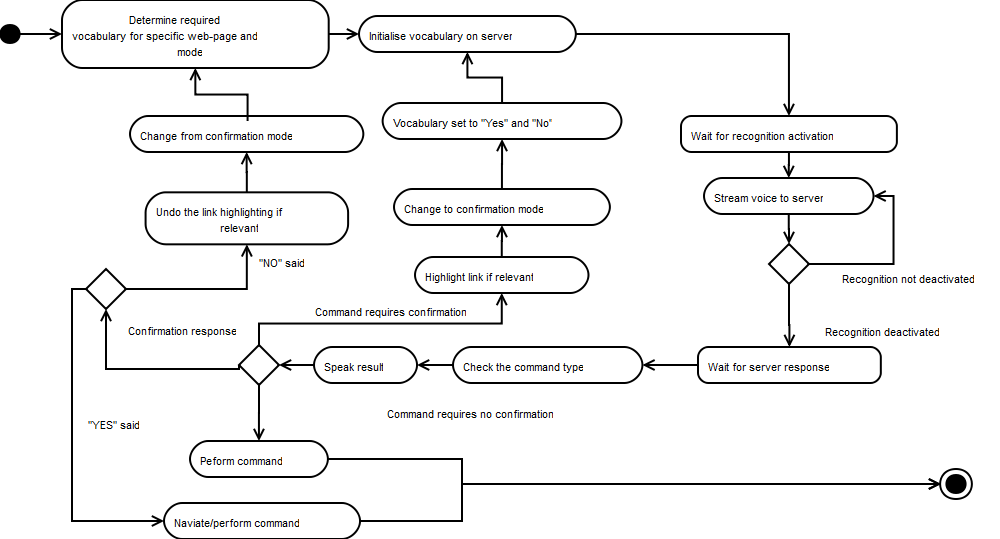 Determine required
vocabulary for specific web-page and
mode
Initialise vocabulary on server
Vocabulary set to "Yes" and "No"
Change from confirmation mode
Wait for recognition activation
Stream voice to server
Change to confirmation mode
Undo the link highlighting if
relevant
"NO" said
Highlight link if relevant
Recognition not deactivated
Command requires confirmation
Confirmation response
Recognition deactivated
Speak result
Check the command type
Wait for server response
Command requires no confirmation
"YES" said
Peform command
Naviate/perform command